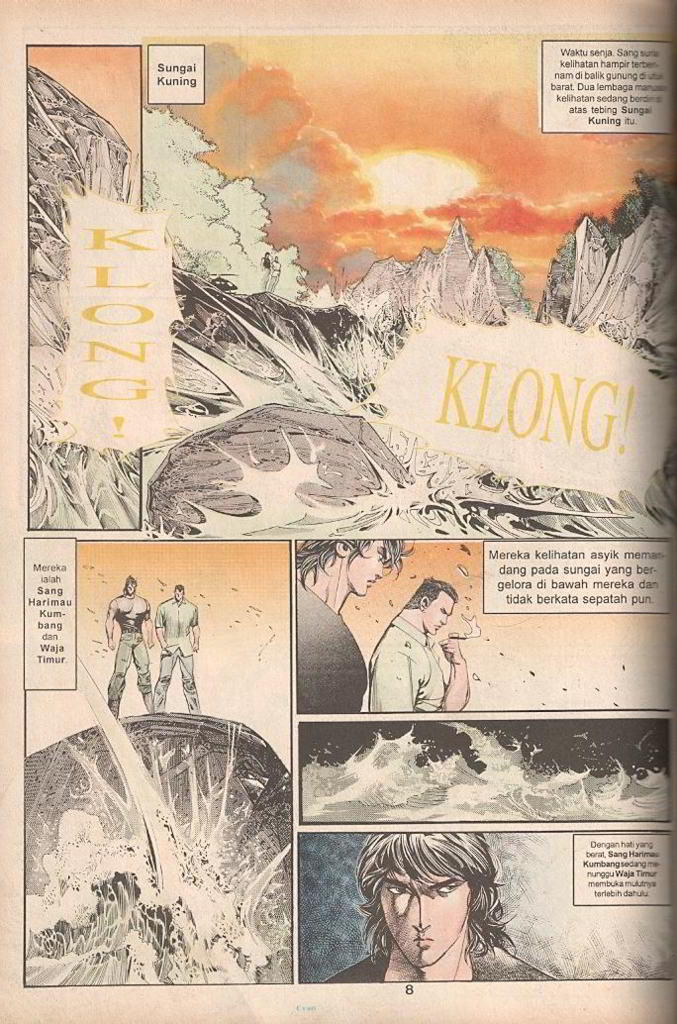 Sungai
Kuning
Waktu senja. Sang suria
kelihatan hampir terbe-
nam di balik gunung di
barat. Dua lembaga manusia
kelihatan sedang berdiri di
atas tebing Sungai
Kuning itu.
KLONG!
KLONG!
Mereka
ialah
Sang
Harimau
Kum-
bang
dan
Waja
Timur.
Mereka kelihatan asyik meman-
dang pada sungai yang ber-
gelora di bawah mereka dan
tidak berkata sepatah pun.
Dengan hati yang
berat, Sang Harimau
Kumbang sedang me-
nunggu Waja Timur
membuka mulutnya
terlebih dahulu.
8